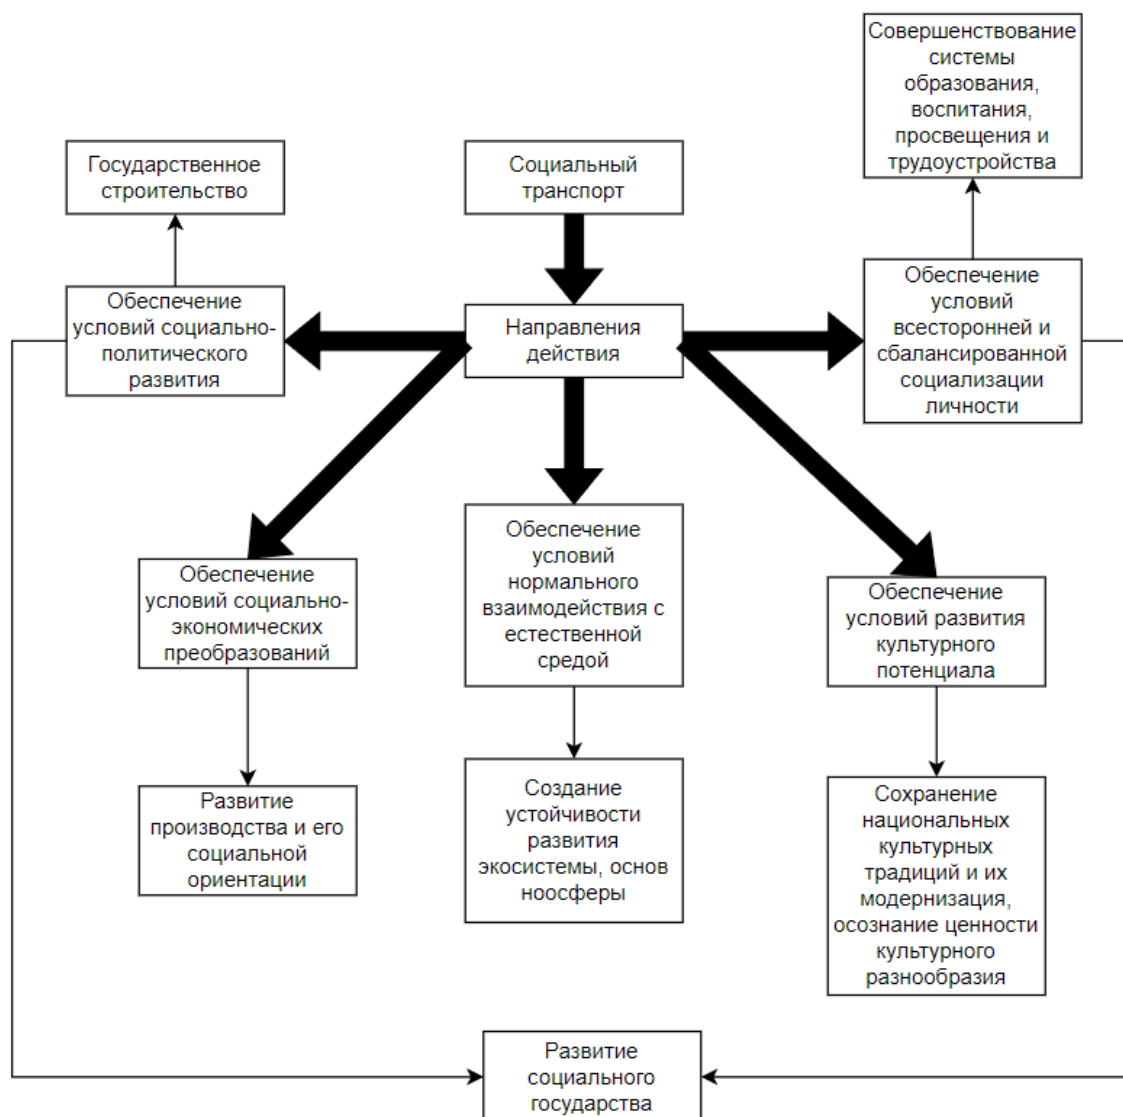 Совершенствование
системы
образования,
воспитания,
просвещения и
трудоустройства
Государственное
строительство
Социальный
транспорт
Обеспечение
условий социально-
политического
развития
Направления
действия
Обеспечение
условий
всесторонней и
сбалансированной
социализации
личности
Обеспечение
условий социально-
экономических
преобразований
Обеспечение
условий
нормального
взаимодействия с
естественной
средой
Обеспечение
условий развития
культурного
потенциала
Развитие
производства и его
социальной
ориентации
Создание
устойчивости
развития
экосистемы, основ
ноосферы
Сохранение
национальных
культурных
традиций и их
модернизация,
осознание ценности
культурного
разнообразия
Развитие
социального
государства